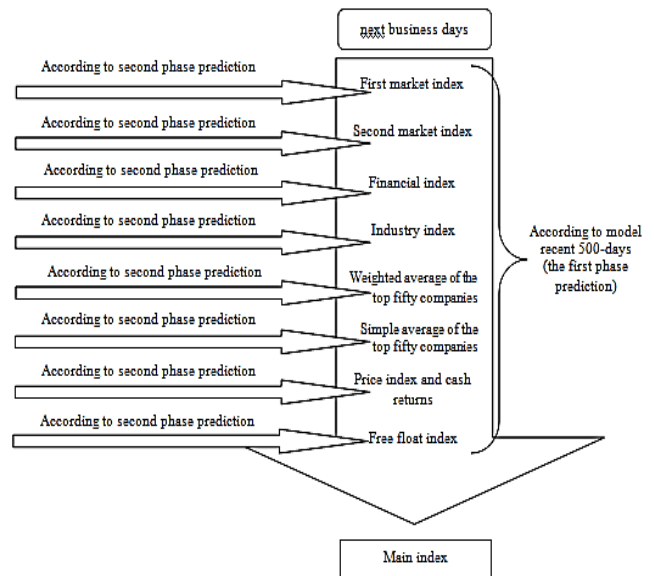 next business days
According to second phase prediction
First market index
According to second phase prediction
Second market index
According to second phase prediction
Financial index
According to second phase prediction
Industry index
According to second phase prediction
Weighted average of the
top fifty companies
According to second phase prediction
Simple average of the
top fifty companies
According to second phase prediction
Price index and cash
returns
According to second phase prediction
Free float index
According to model
recent 500-days
(the first phase
prediction)
Main index